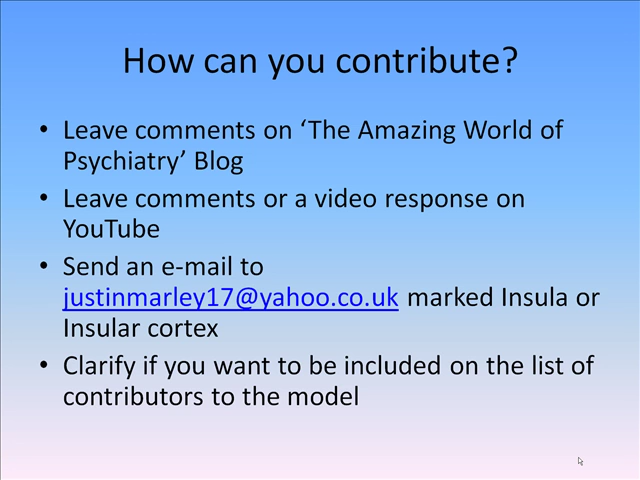 How can you contribute?
• Leave comments on ‘The Amazing World of
Psychiatry’ Blog
• Leave comments or a video response on
YouTube
• Send an e-mail to
justinmarley17@yahoo.co.uk marked Insula or
Insular cortex
• Clarify if you want to be included on the list of
contributors to the model